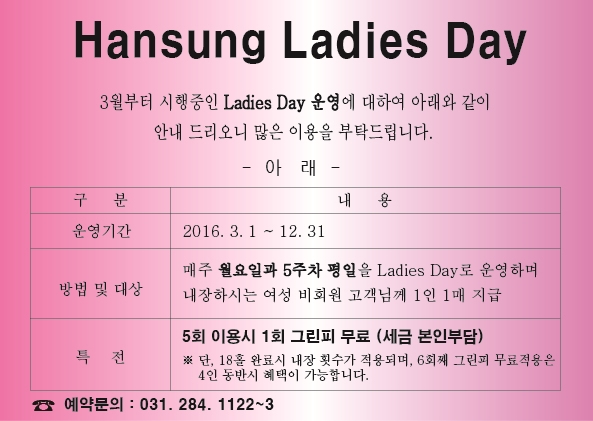 Hansung Ladies Day
3월부터 시행중인 Ladies Day 운영에 대하여 아래와 같이
안내 드리오니 많은 이용을 부탁드립니다.
- 아 래 -
구 분 내 용
운영기간 2016. 3. 1 ~ 12. 31
방법 및 대상 매주 월요일과 5주차 평일을 Ladies Day로 운영하며
내장하시는 여성 비회원 고객님께 1인 1매 지급
특 전 5회 이용시 1회 그린피 무료 (세금 본인부담)
※ 단, 18홀 완료시 내장 횟수가 적용되며, 6회째 그린피 무료적용은
4인 동반시 혜택이 가능합니다.
☎ 예약문의 : 031. 284. 1122~3